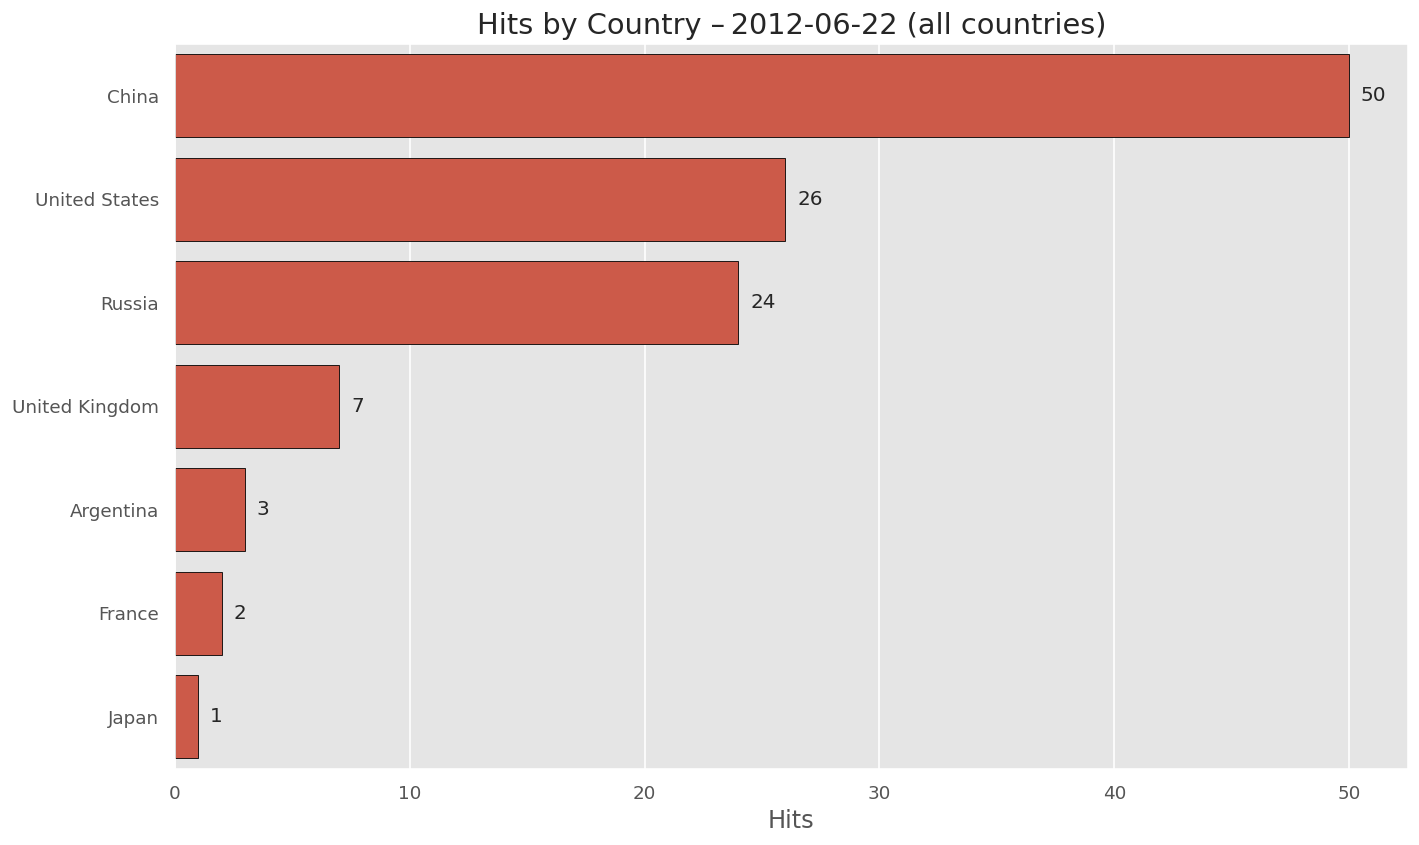 Hits by Country – 2012-06-22 (all countries)
China
50
United States
26
Russia
24
United Kingdom
7
Argentina
3
France
2
Japan
1
0 10 20 30 40 50
Hits